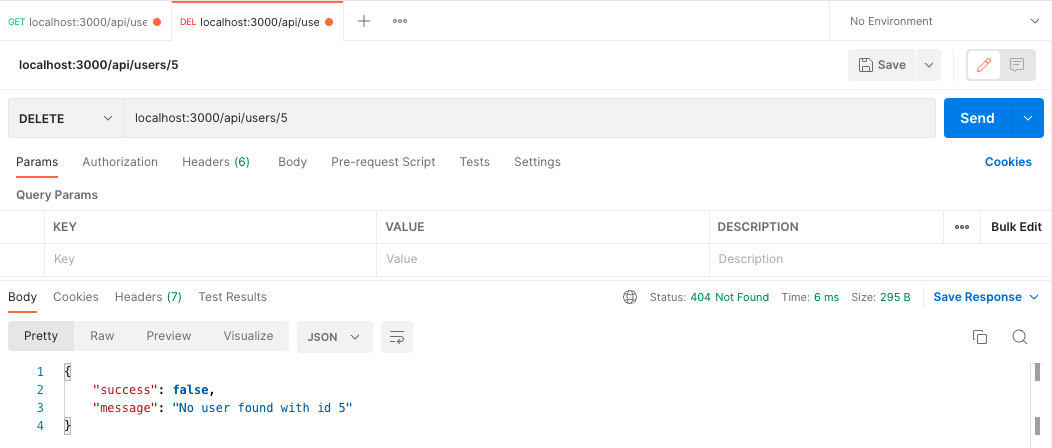 GET localhost:3000/api/use DEL localhost:3000/api/use No Environment
localhost:3000/api/users/5 Save
DELETE localhost:3000/api/users/5 Send
Params Authorization Headers (6) Body Pre-request Script Tests Settings Cookies
Query Params
KEY VALUE DESCRIPTION Bulk Edit
Key Value Description
Body Cookies Headers (7) Test Results Status: 404 Not Found Time: 6 ms Size: 295 B Save Response
Pretty Raw Preview Visualize JSON
1 {
2 "success": false,
3 "message": "No user found with id 5"
4 }